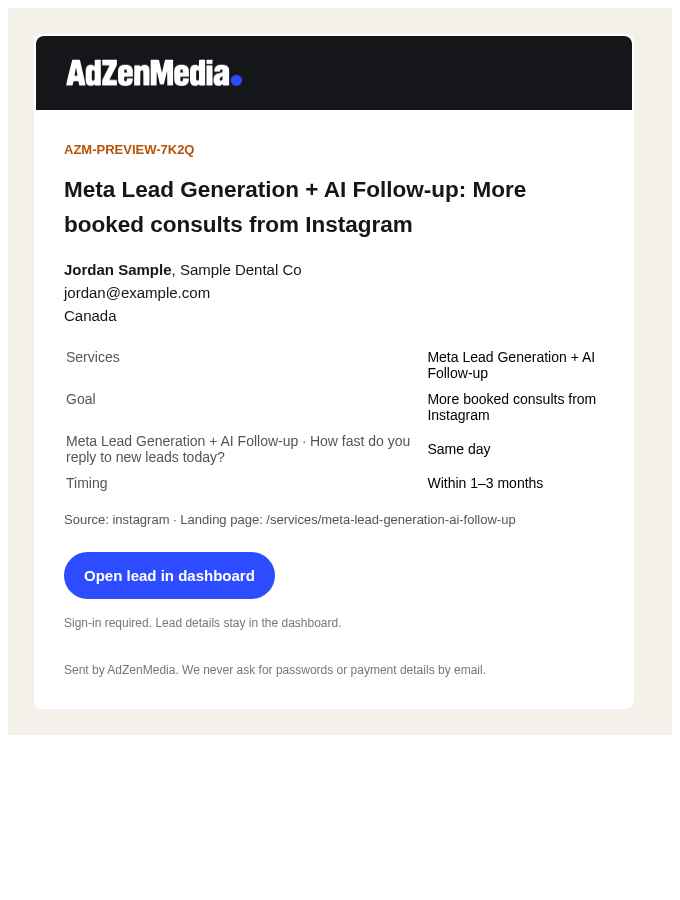 AdZenMedia
AZM-PREVIEW-7K2Q
Meta Lead Generation + AI Follow-up: More
booked consults from Instagram
Jordan Sample, Sample Dental Co
jordan@example.com
Canada
Services
Meta Lead Generation + AI
Follow-up
Goal
More booked consults from
Instagram
Meta Lead Generation + AI Follow-up · How fast do you
reply to new leads today?
Same day
Timing
Within 1–3 months
Source: instagram · Landing page: /services/meta-lead-generation-ai-follow-up
Open lead in dashboard
Sign-in required. Lead details stay in the dashboard.
Sent by AdZenMedia. We never ask for passwords or payment details by email.